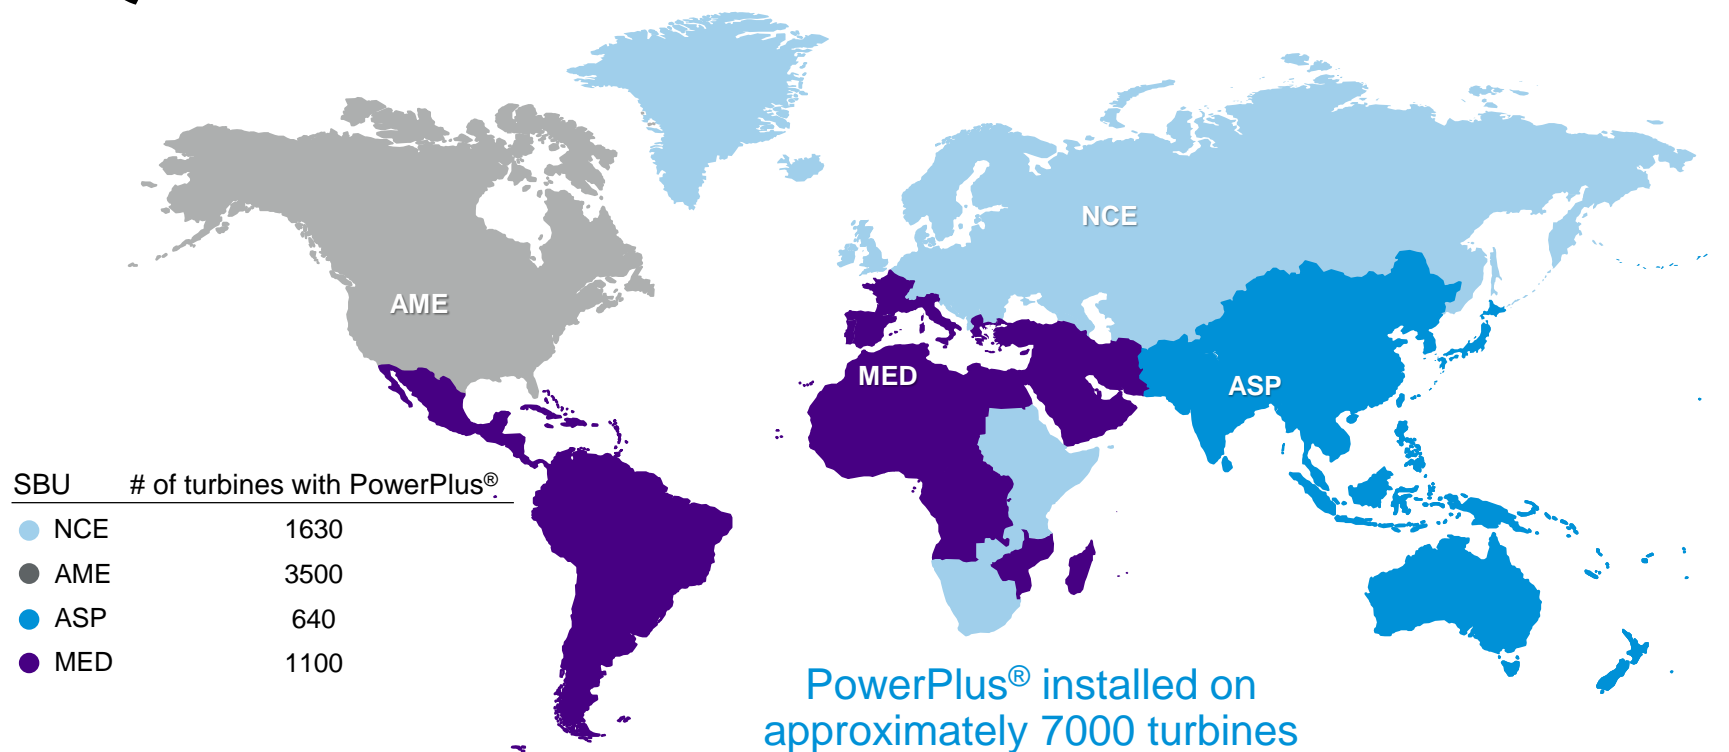 NCE
AME
MED
ASP
SBU # of turbines with PowerPlus®
NCE 1630
AME 3500
ASP 640
MED 1100
PowerPlus® installed on
approximately 7000 turbines